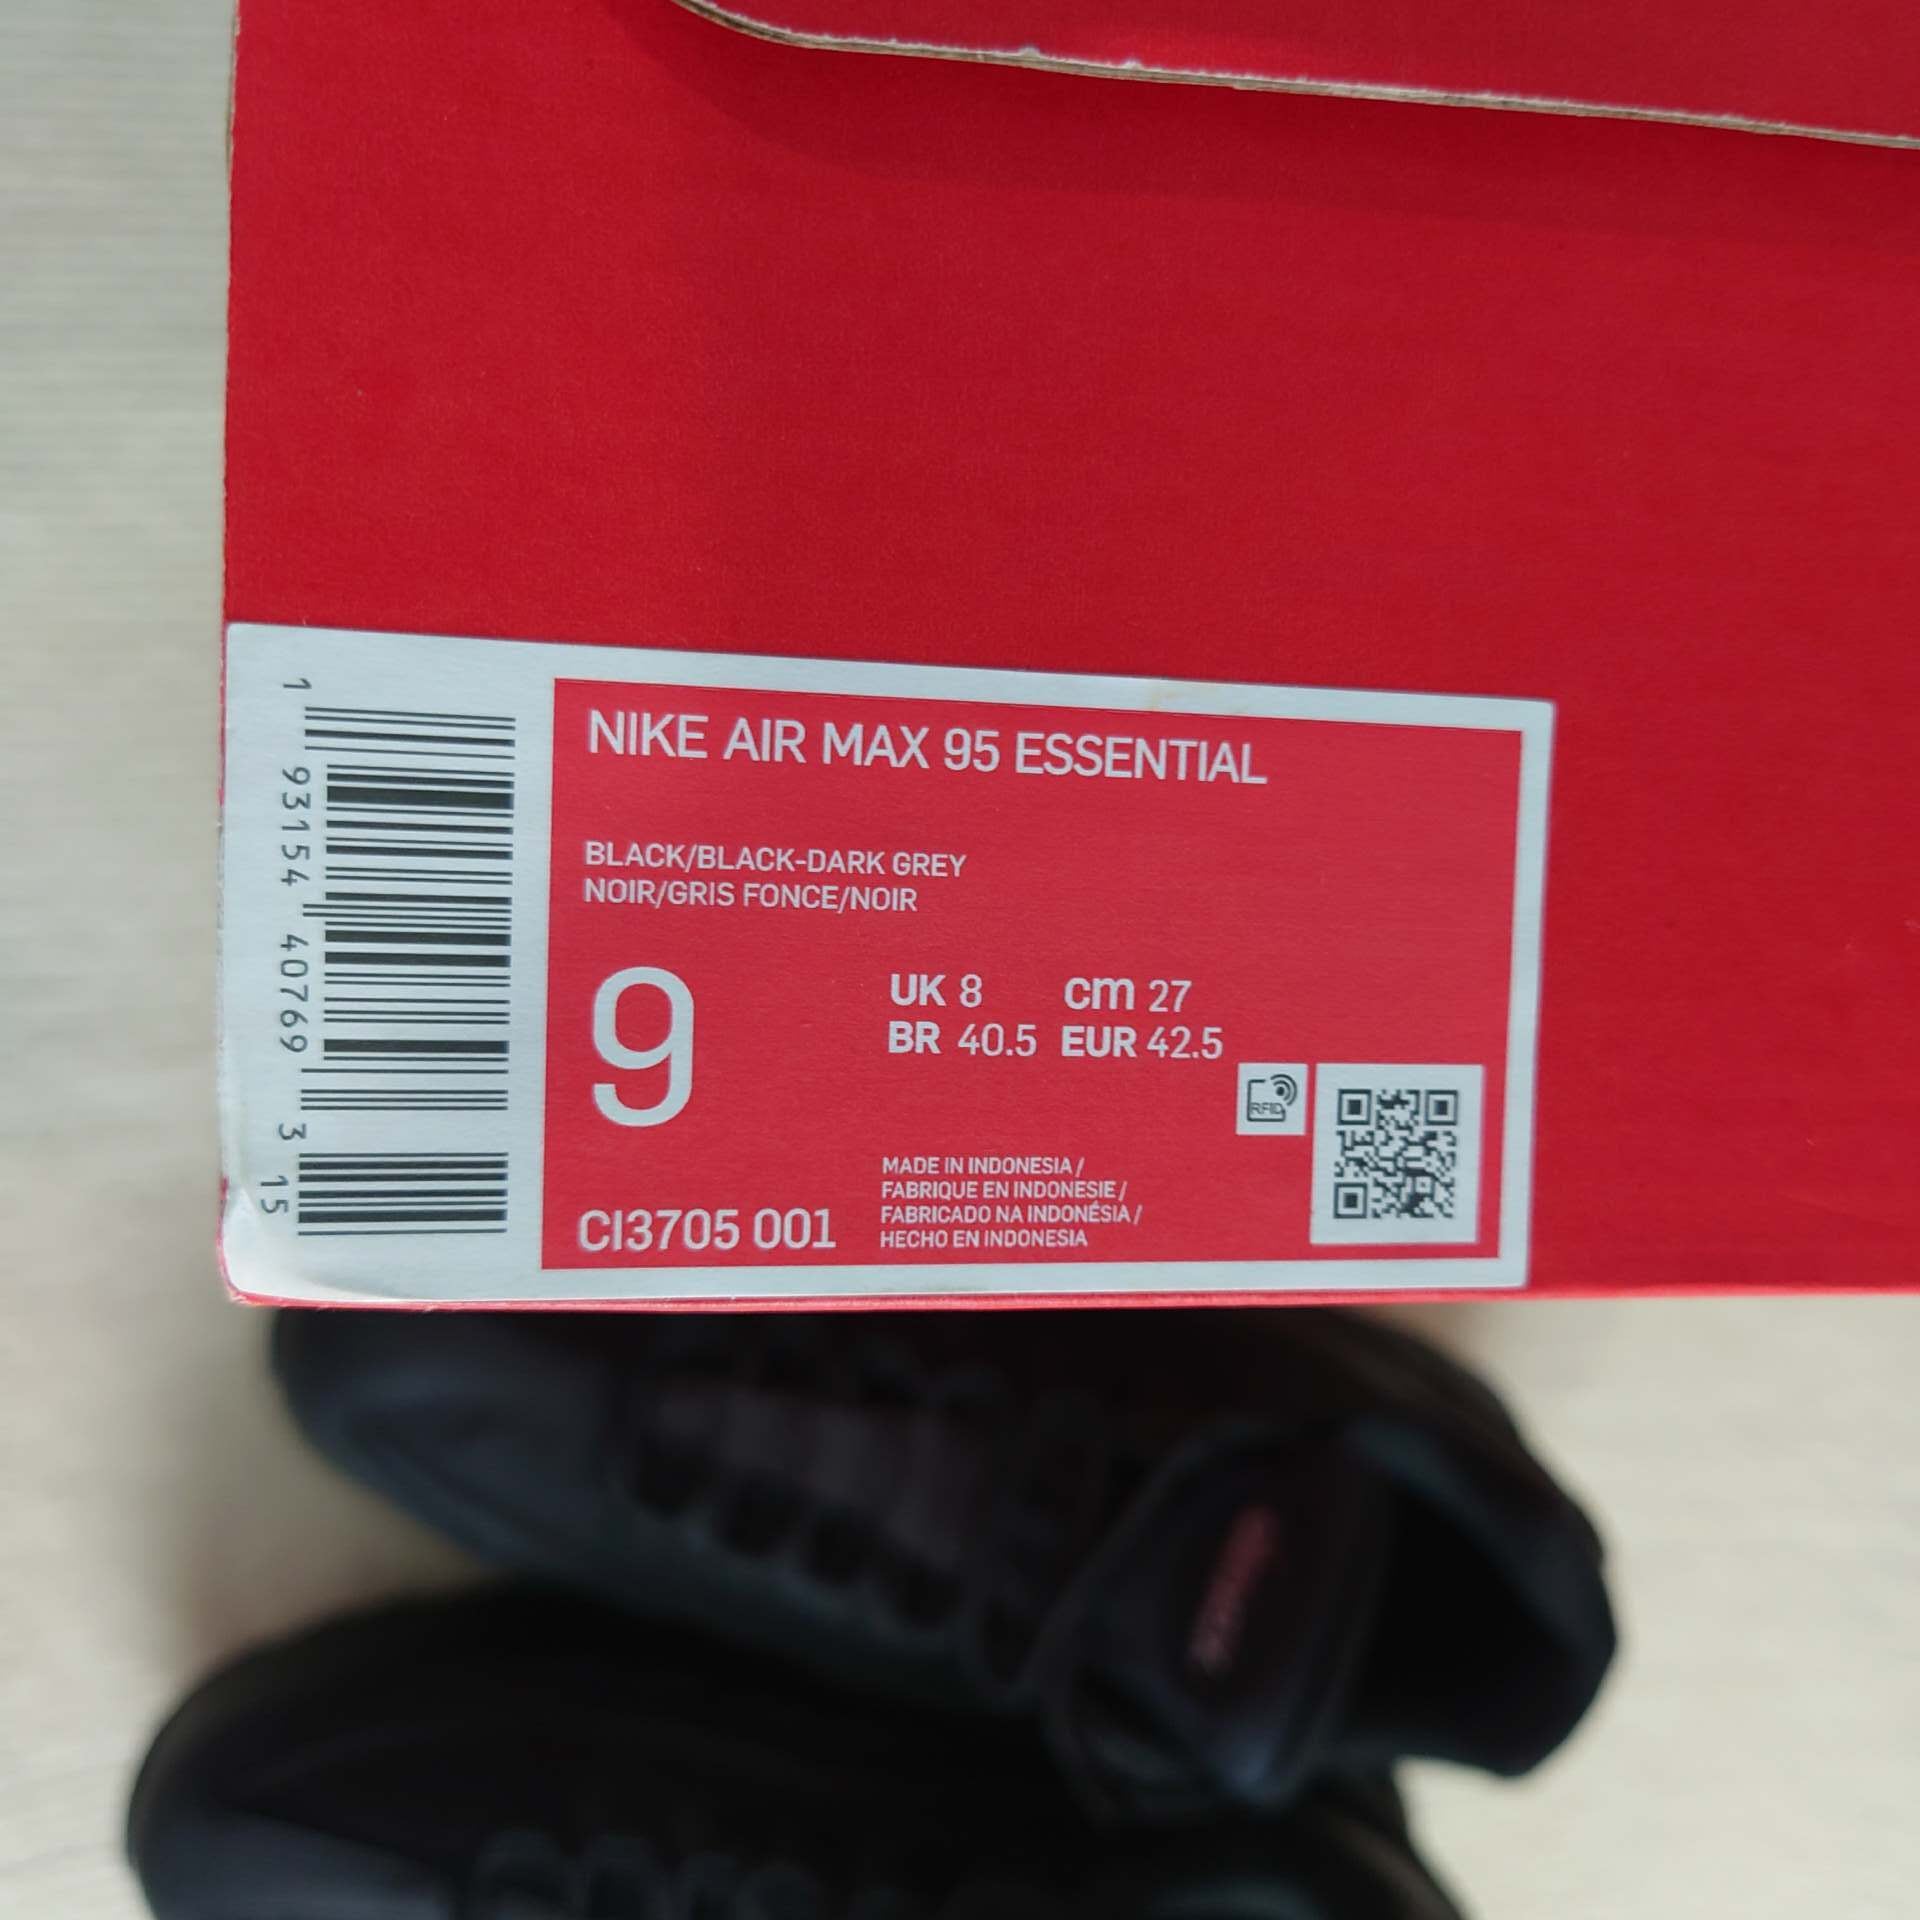 NIKE AIR MAX 95 ESSENTIAL
BLACK/BLACK-DARK GREY
NOIR/GRIS FONCE/NOIR
9
UK 8 cm 27
BR 40.5 EUR 42.5
RFID
CI3705 001
MADE IN INDONESIA /
FABRIQUE EN INDONESIE /
FABRICADO NA INDONÉSIA /
HECHO EN INDONESIA
1 93154 40769 3 15